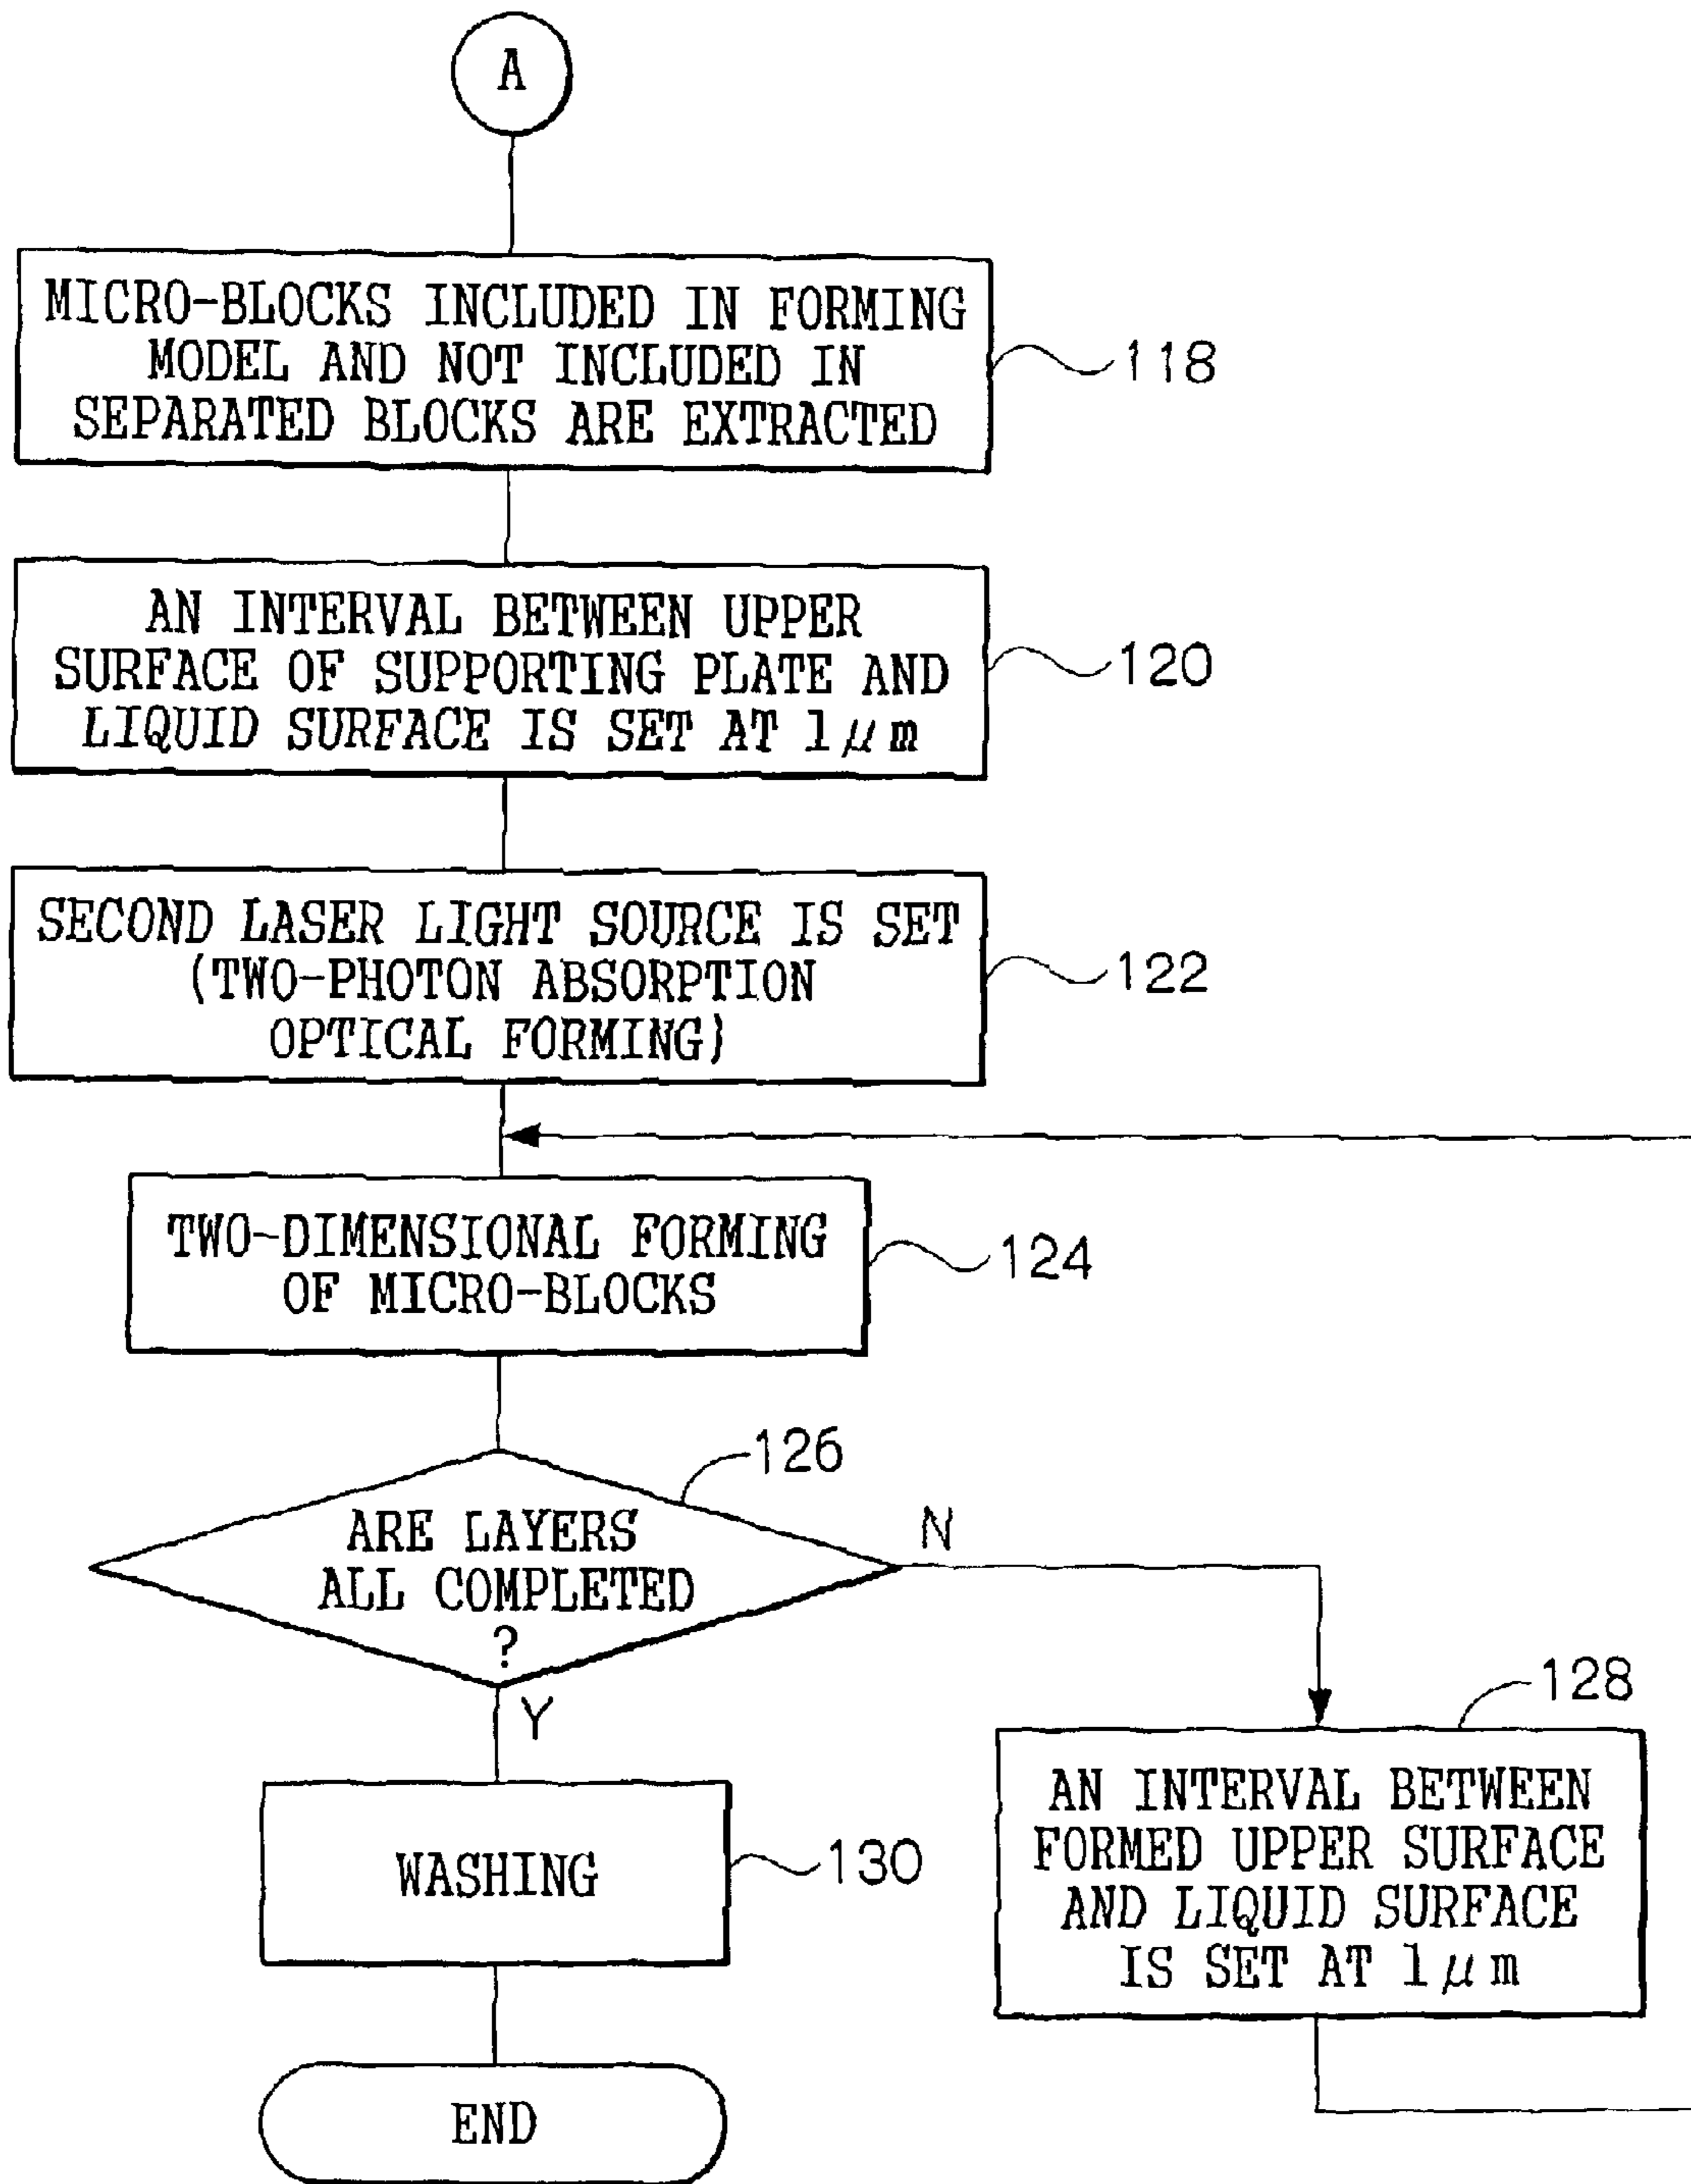 A
MICRO-BLOCKS INCLUDED IN FORMING
MODEL AND NOT INCLUDED IN
SEPARATED BLOCKS ARE EXTRACTED
118
AN INTERVAL BETWEEN UPPER
SURFACE OF SUPPORTING PLATE AND
LIQUID SURFACE IS SET AT 1μm
120
SECOND LASER LIGHT SOURCE IS SET
(TWO-PHOTON ABSORPTION
OPTICAL FORMING)
122
TWO-DIMENSIONAL FORMING
OF MICRO-BLOCKS
124
126
ARE LAYERS
ALL COMPLETED
?
N
Y
128
AN INTERVAL BETWEEN
FORMED UPPER SURFACE
AND LIQUID SURFACE
IS SET AT 1μm
WASHING
130
END